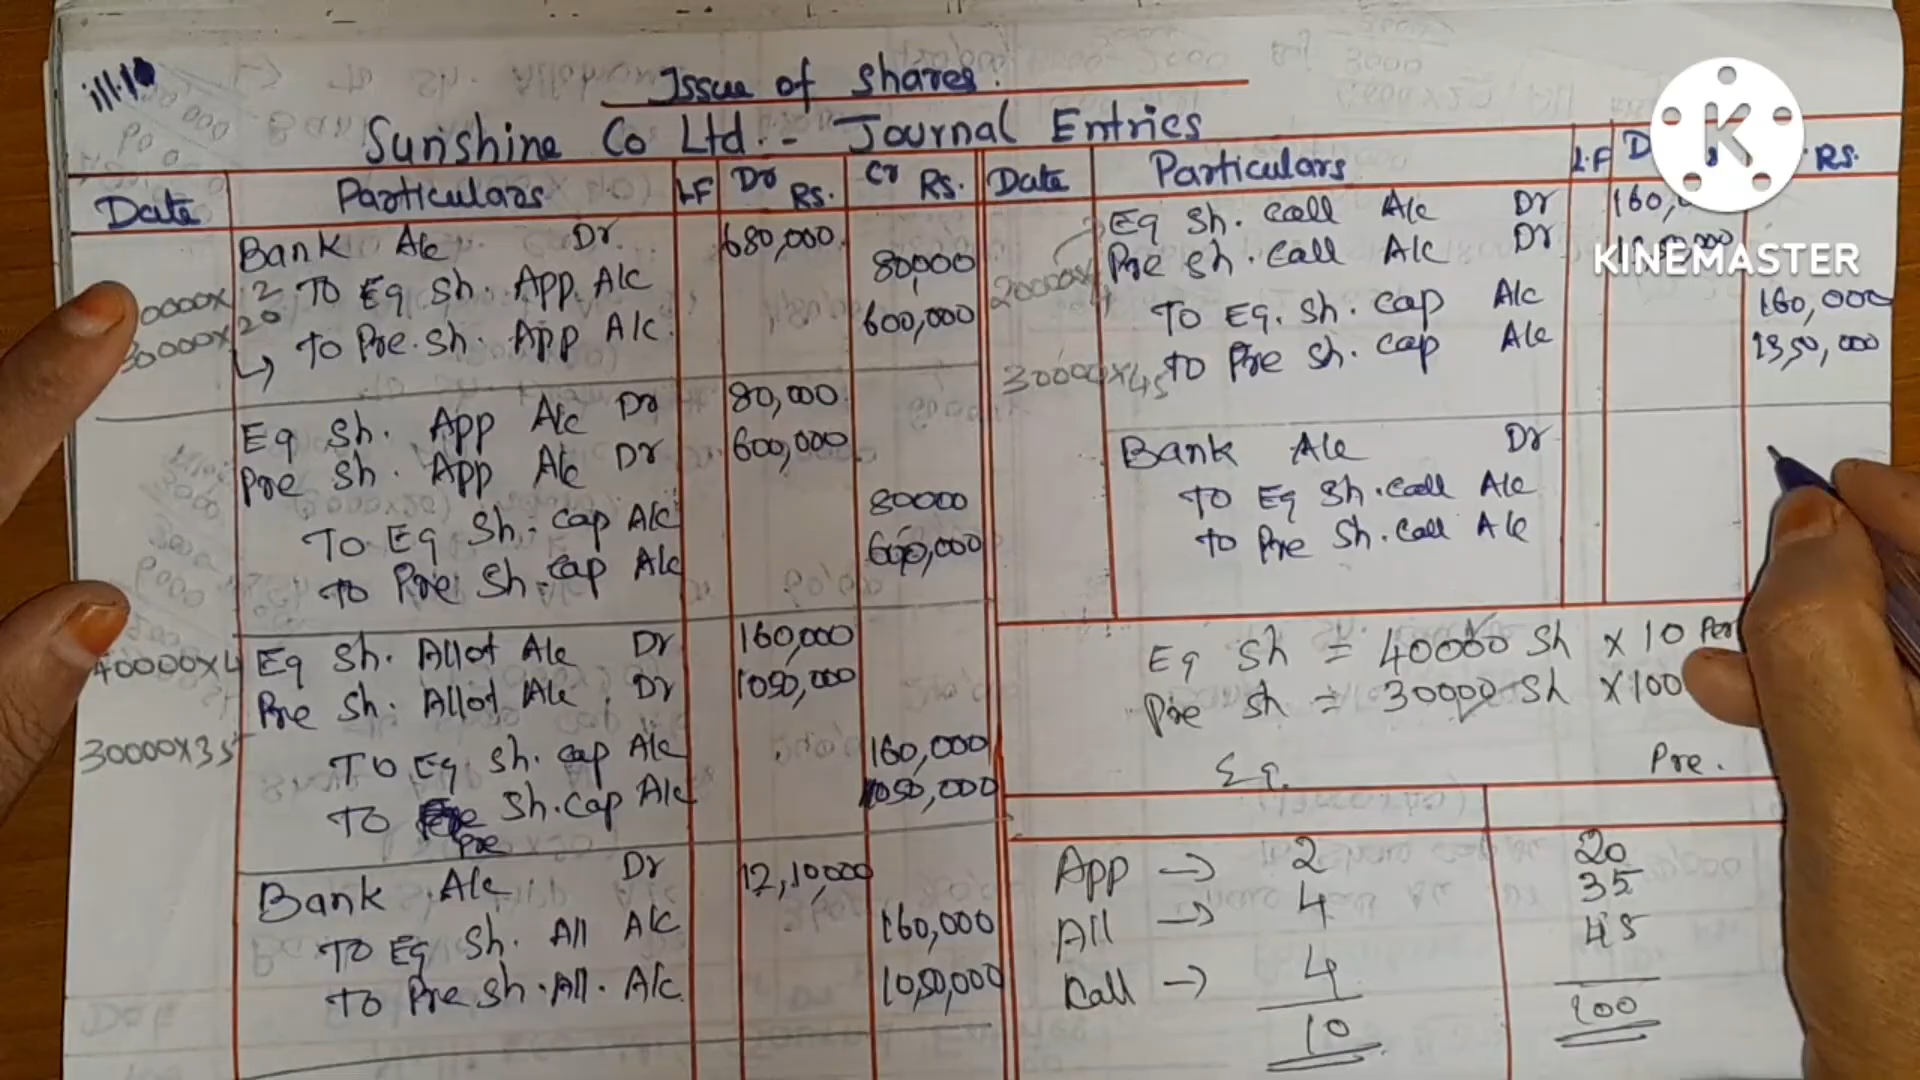 ill.10
Issue of Shares.
Sunshine Co Ltd. - Journal Entries
Date Particulars LF Dr Rs. Cr Rs.
Bank A/c Dr. 680,000
To Eq Sh. App A/c 80,000
To Pre. Sh. App A/c. 600,000
30000x20
Eq Sh. App A/c Dr 80,000
Pre Sh. App A/c Dr 600,000
To Eq Sh. Cap A/c 80000
To Pre Sh. Cap A/c 600,000
40000x4 Eq Sh. Allot A/c Dr 160,000
Pre Sh. Allot A/c. Dr 1050,000
30000x35
To Eq Sh. Cap A/c 160,000
To Sh. Cap A/c 1050,000
Pre
Bank A/c. Dr 12,10,000
To Eq Sh. All A/c 160,000
To Pre Sh. All. A/c. 10,50,000
Date Particulars L.F Rs.
Eq Sh. Call A/c Dr 160,
Pre Sh. Call A/c Dr
To Eq. Sh. Cap A/c 160,000
30000x45 To Pre Sh. Cap A/c 13,50,000
Bank A/c Dr
To Eq Sh. Call A/c
To Pre Sh. Call A/c
Eq Sh = 40000 Sh x 10 Per
Pre Sh = 30000 Sh x 100
Eq. Pre.
App → 2 20
All → 4 35
Call → 4 45
10 100
K
KINEMASTER